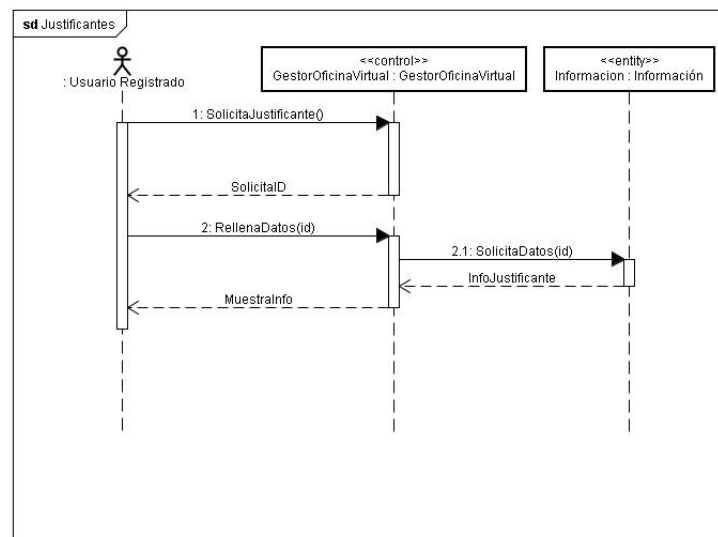 sd Justificantes
: Usuario Registrado
<<control>>
GestorOficinaVirtual : GestorOficinaVirtual
<<entity>>
Informacion : Información
1: SolicitaJustificante()
SolicitaID
2: RellenaDatos(id)
2.1: SolicitaDatos(id)
InfoJustificante
MuestraInfo